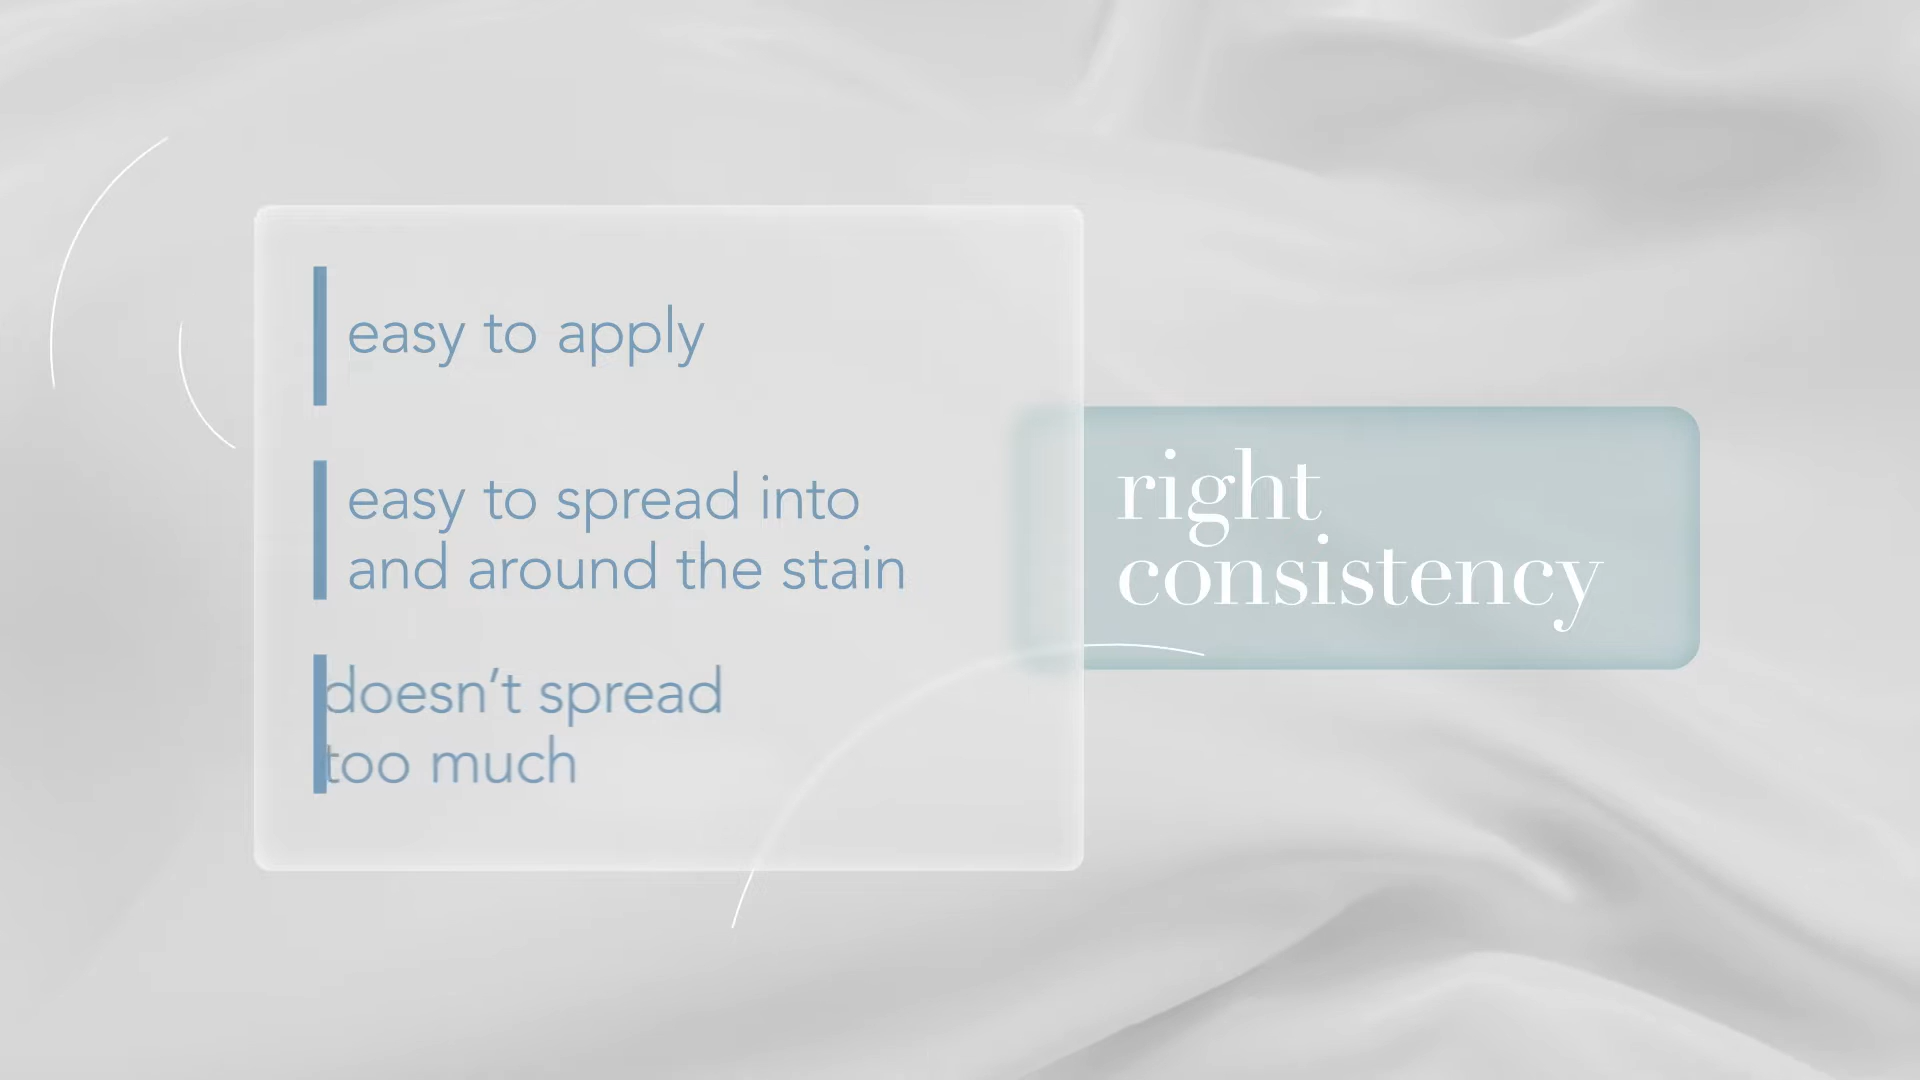 easy to apply
easy to spread into
and around the stain
doesn’t spread
too much
right
consistency